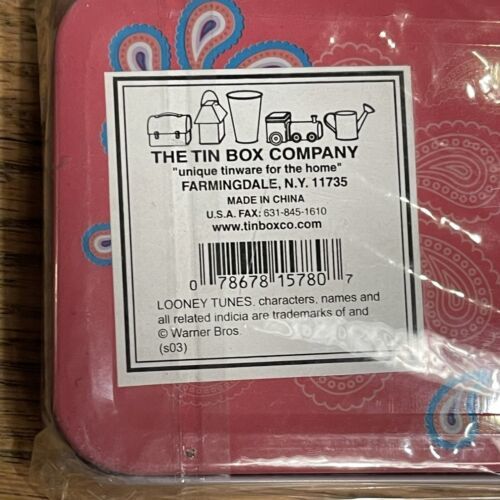 THE TIN BOX COMPANY
"unique tinware for the home"
FARMINGDALE, N.Y. 11735
MADE IN CHINA
U.S.A. FAX: 631-845-1610
www.tinboxco.com
0 78678 15780 7
LOONEY TUNES, characters, names and
all related indicia are trademarks of and
© Warner Bros.
(s03)